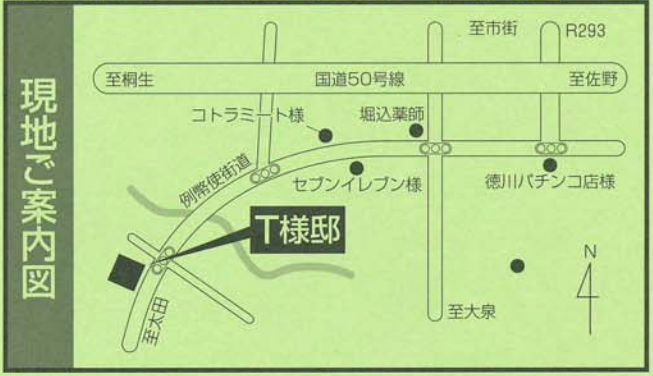 現地ご案内図
至市街
R293
至桐生
国道50号線
至佐野
コトラミート様
堀込薬師
例幣使街道
セブンイレブン様
徳川パチンコ店様
T様邸
N
至太田
至大泉